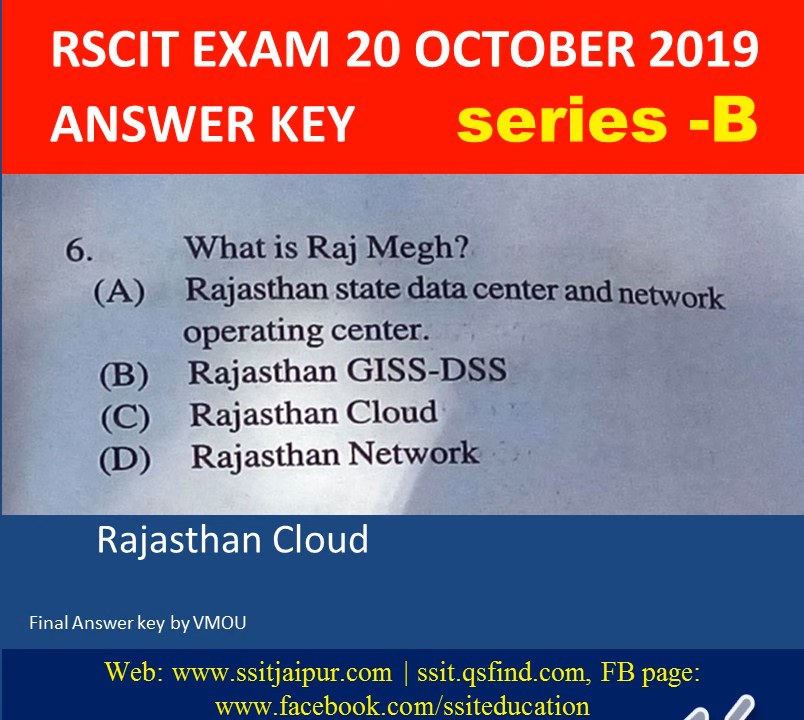 RSCIT EXAM 20 OCTOBER 2019
ANSWER KEY series -B
6. What is Raj Megh?
(A) Rajasthan state data center and network
operating center.
(B) Rajasthan GISS-DSS
(C) Rajasthan Cloud
(D) Rajasthan Network
Rajasthan Cloud
Final Answer key by VMOU
Web: www.ssitjaipur.com | ssit.qsfind.com, FB page:
www.facebook.com/ssiteducation